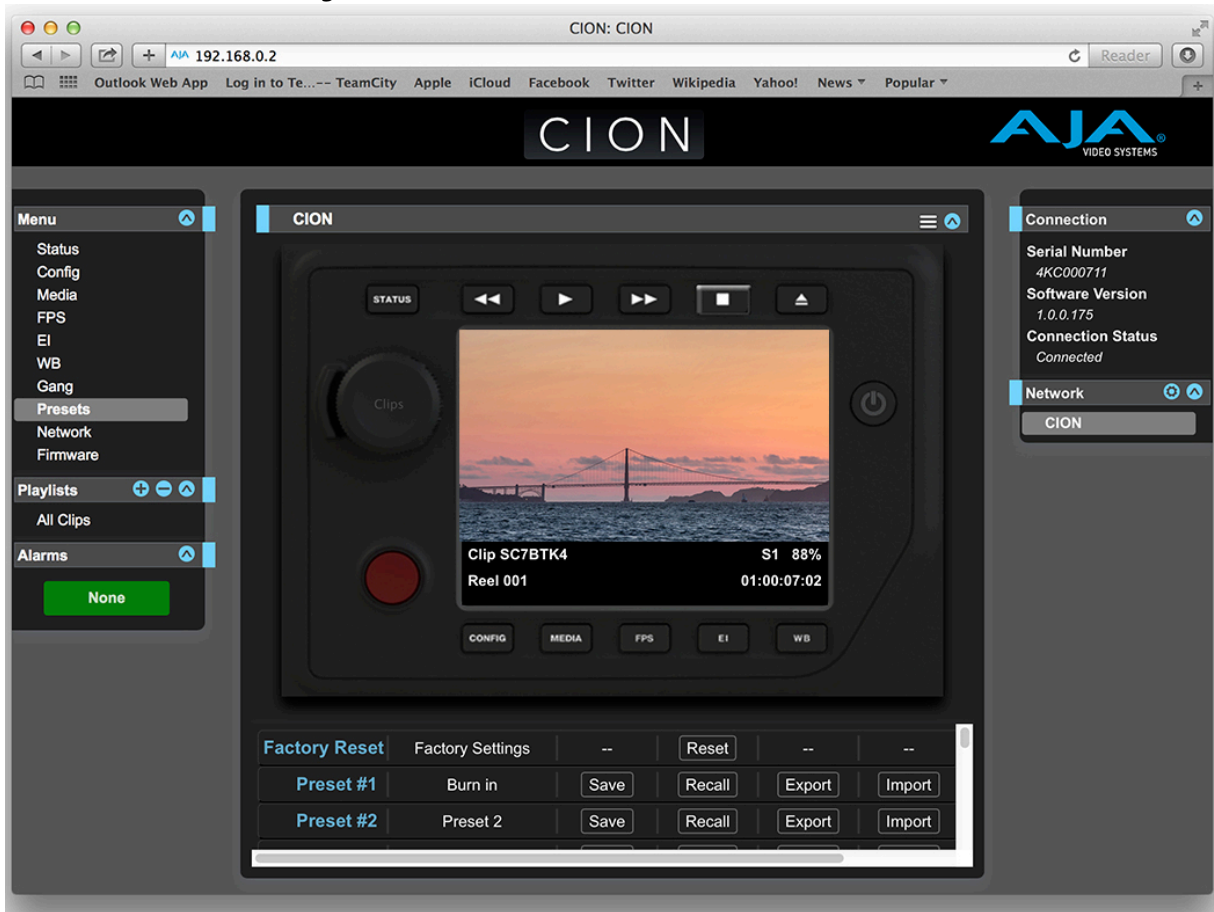 CION: CION
AJA 192.168.0.2
Reader
Outlook Web App Log in to Te...-- TeamCity Apple iCloud Facebook Twitter Wikipedia Yahoo! News Popular
CION
AJA®
VIDEO SYSTEMS
Menu
Status
Config
Media
FPS
EI
WB
Gang
Presets
Network
Firmware
Playlists
All Clips
Alarms
None
CION
STATUS
Clips
Clip SC7BTK4 S1 88%
Reel 001 01:00:07:02
CONFIG MEDIA FPS EI WB
Factory Reset Factory Settings -- Reset -- --
Preset #1 Burn in Save Recall Export Import
Preset #2 Preset 2 Save Recall Export Import
Connection
Serial Number
4KC000711
Software Version
1.0.0.175
Connection Status
Connected
Network
CION